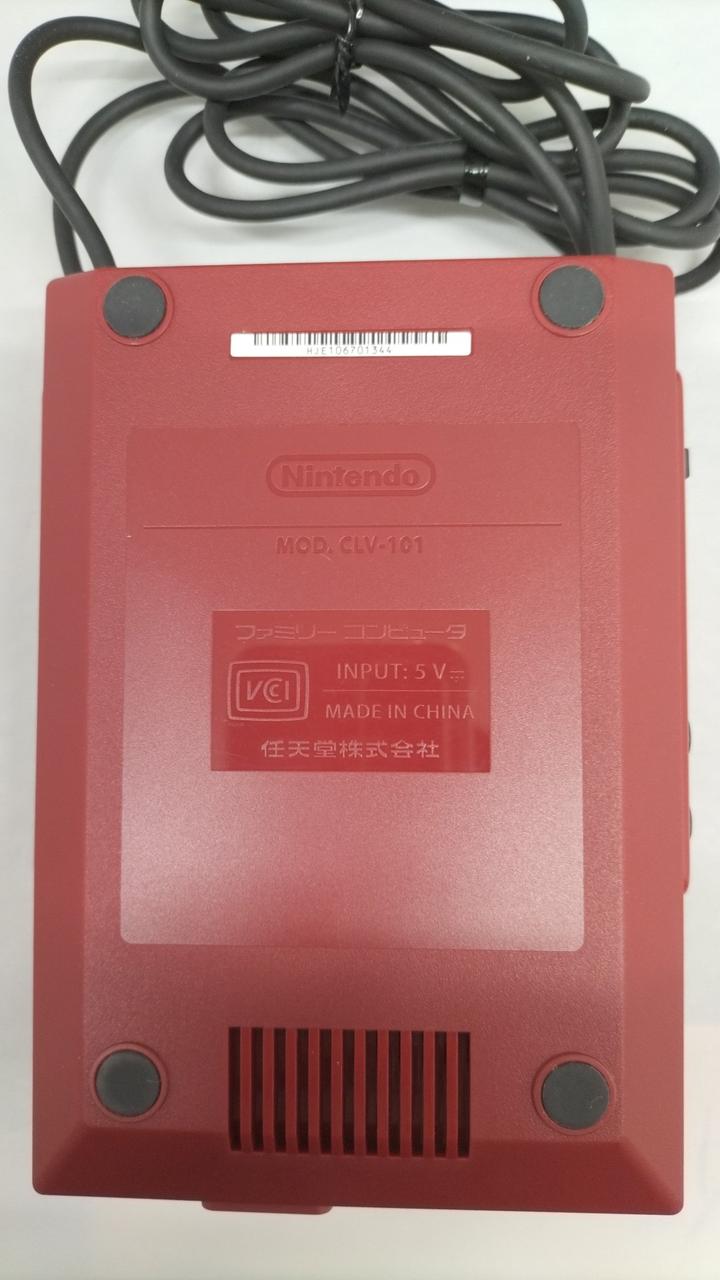 HJE106701344
Nintendo
MOD. CLV-101
ファミリー コンピュータ
VCI
INPUT: 5 V⎓
MADE IN CHINA
任天堂株式会社